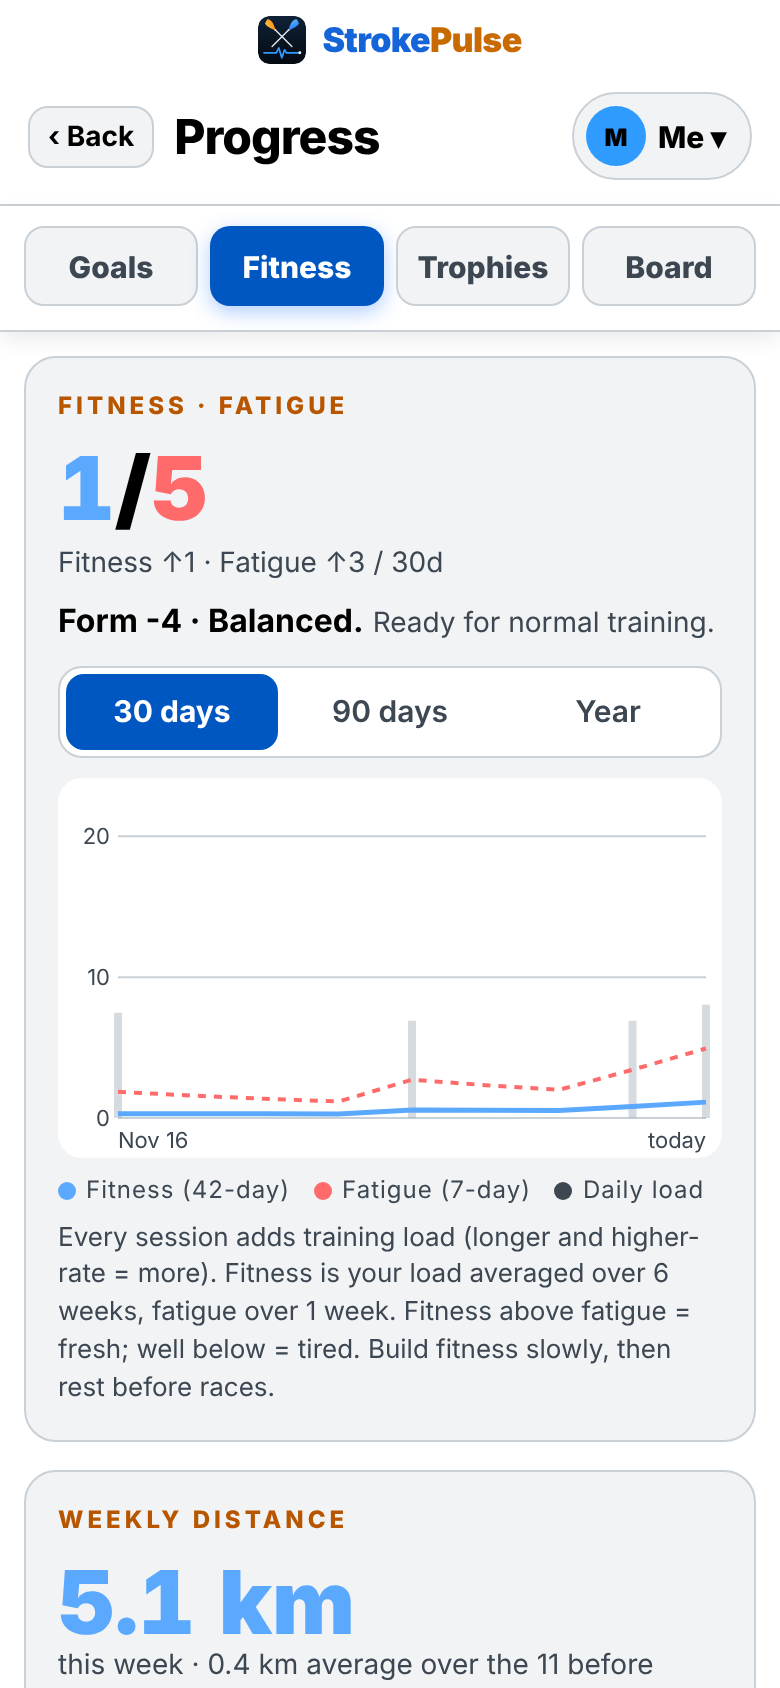 StrokePulse
‹ Back
Progress
M
Me ▾
Goals
Fitness
Trophies
Board
FITNESS · FATIGUE
1/5
Fitness ↑1 · Fatigue ↑3 / 30d
Form -4 · Balanced. Ready for normal training.
30 days
90 days
Year
20
10
0
Nov 16
today
Fitness (42-day)
Fatigue (7-day)
Daily load
Every session adds training load (longer and higher-
rate = more). Fitness is your load averaged over 6
weeks, fatigue over 1 week. Fitness above fatigue =
fresh; well below = tired. Build fitness slowly, then
rest before races.
WEEKLY DISTANCE
5.1 km
this week · 0.4 km average over the 11 before